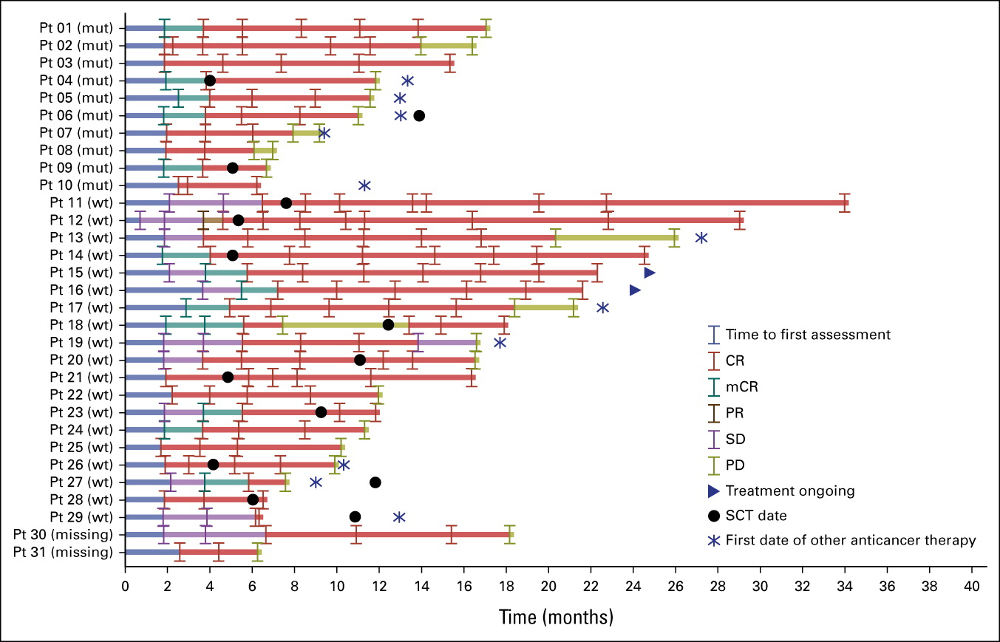 Pt 01 (mut)
Pt 02 (mut)
Pt 03 (mut)
Pt 04 (mut)
Pt 05 (mut)
Pt 06 (mut)
Pt 07 (mut)
Pt 08 (mut)
Pt 09 (mut)
Pt 10 (mut)
Pt 11 (wt)
Pt 12 (wt)
Pt 13 (wt)
Pt 14 (wt)
Pt 15 (wt)
Pt 16 (wt)
Pt 17 (wt)
Pt 18 (wt)
Pt 19 (wt)
Pt 20 (wt)
Pt 21 (wt)
Pt 22 (wt)
Pt 23 (wt)
Pt 24 (wt)
Pt 25 (wt)
Pt 26 (wt)
Pt 27 (wt)
Pt 28 (wt)
Pt 29 (wt)
Pt 30 (missing)
Pt 31 (missing)
Time to first assessment
CR
mCR
PR
SD
PD
Treatment ongoing
SCT date
First date of other anticancer therapy
0 2 4 6 8 10 12 14 16 18 20 22 24 26 28 30 32 34 36 38 40
Time (months)